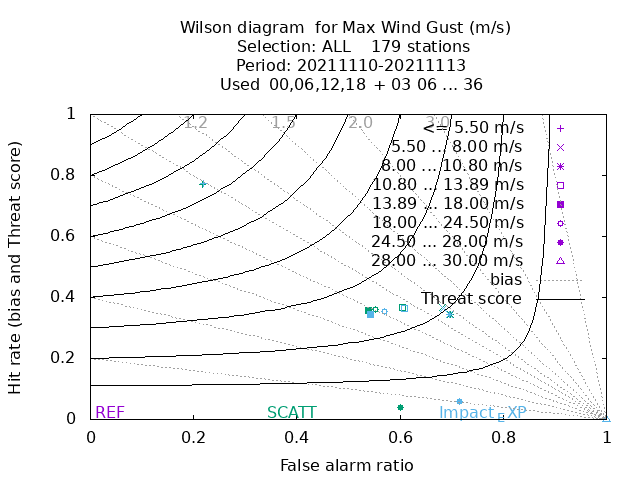 Wilson diagram for Max Wind Gust (m/s)
Selection: ALL 179 stations
Period: 20211110-20211113
Used 00,06,12,18 + 03 06 ... 36
Hit rate (bias and Threat score)
1
0.8
0.6
0.4
0.2
0
1.2 1.5 2.0 3.0
<= 5.50 m/s
5.50 ... 8.00 m/s
8.00 ... 10.80 m/s
10.80 ... 13.89 m/s
13.89 ... 18.00 m/s
18.00 ... 24.50 m/s
24.50 ... 28.00 m/s
28.00 ... 30.00 m/s
bias
Threat score
REF SCATT Impact_EXP
0 0.2 0.4 0.6 0.8 1
False alarm ratio